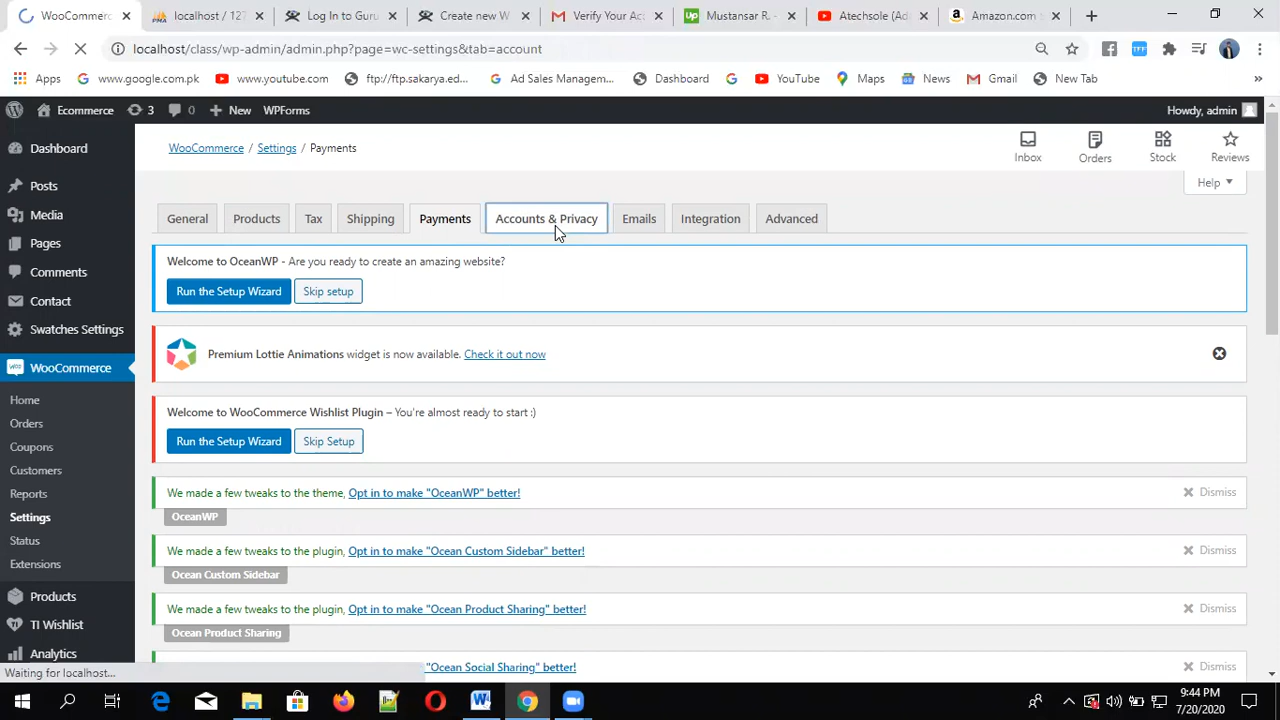 WooCommerc
localhost / 127
Log In to Guru
Create new W
Verify Your Acc
Mustansar R. -
Atechsole (Ad
Amazon.com s
localhost/class/wp-admin/admin.php?page=wc-settings&tab=account
Apps
www.google.com.pk
www.youtube.com
ftp://ftp.sakarya.ed...
Ad Sales Managem...
Dashboard
YouTube
Maps
News
Gmail
New Tab
»
Ecommerce
3
0
New
WPForms
Howdy, admin
Dashboard
Posts
Media
Pages
Comments
Contact
Swatches Settings
WooCommerce
Home
Orders
Coupons
Customers
Reports
Settings
Status
Extensions
Products
TI Wishlist
Analytics
WooCommerce / Settings / Payments
Inbox
Orders
Stock
Reviews
Help
General
Products
Tax
Shipping
Payments
Accounts & Privacy
Emails
Integration
Advanced
Welcome to OceanWP - Are you ready to create an amazing website?
Run the Setup Wizard
Skip setup
Premium Lottie Animations widget is now available. Check it out now
Welcome to WooCommerce Wishlist Plugin – You're almost ready to start :)
Run the Setup Wizard
Skip Setup
We made a few tweaks to the theme, Opt in to make "OceanWP" better!
Dismiss
OceanWP
We made a few tweaks to the plugin, Opt in to make "Ocean Custom Sidebar" better!
Dismiss
Ocean Custom Sidebar
We made a few tweaks to the plugin, Opt in to make "Ocean Product Sharing" better!
Dismiss
Ocean Product Sharing
"Ocean Social Sharing" better!
Dismiss
Waiting for localhost...
9:44 PM
7/20/2020